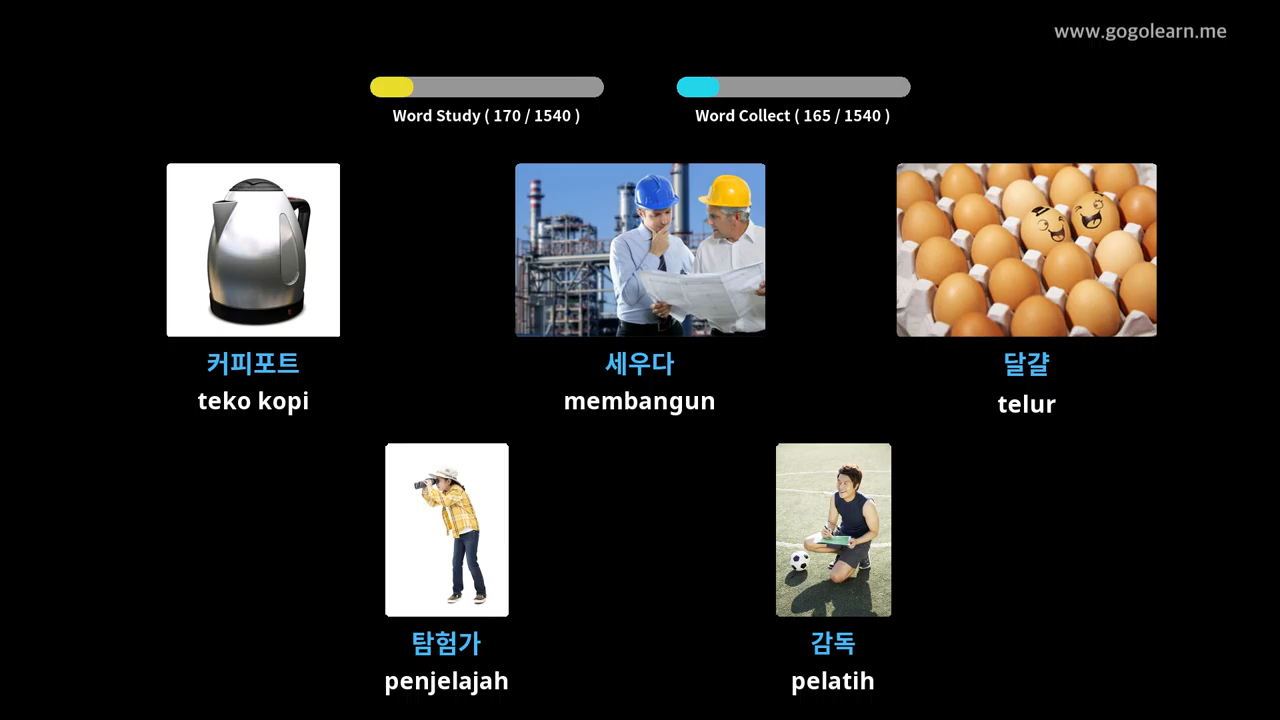 www.gogolearn.me
Word Study ( 170 / 1540 )
Word Collect ( 165 / 1540 )
커피포트
teko kopi
세우다
membangun
달걀
telur
탐험가
penjelajah
감독
pelatih